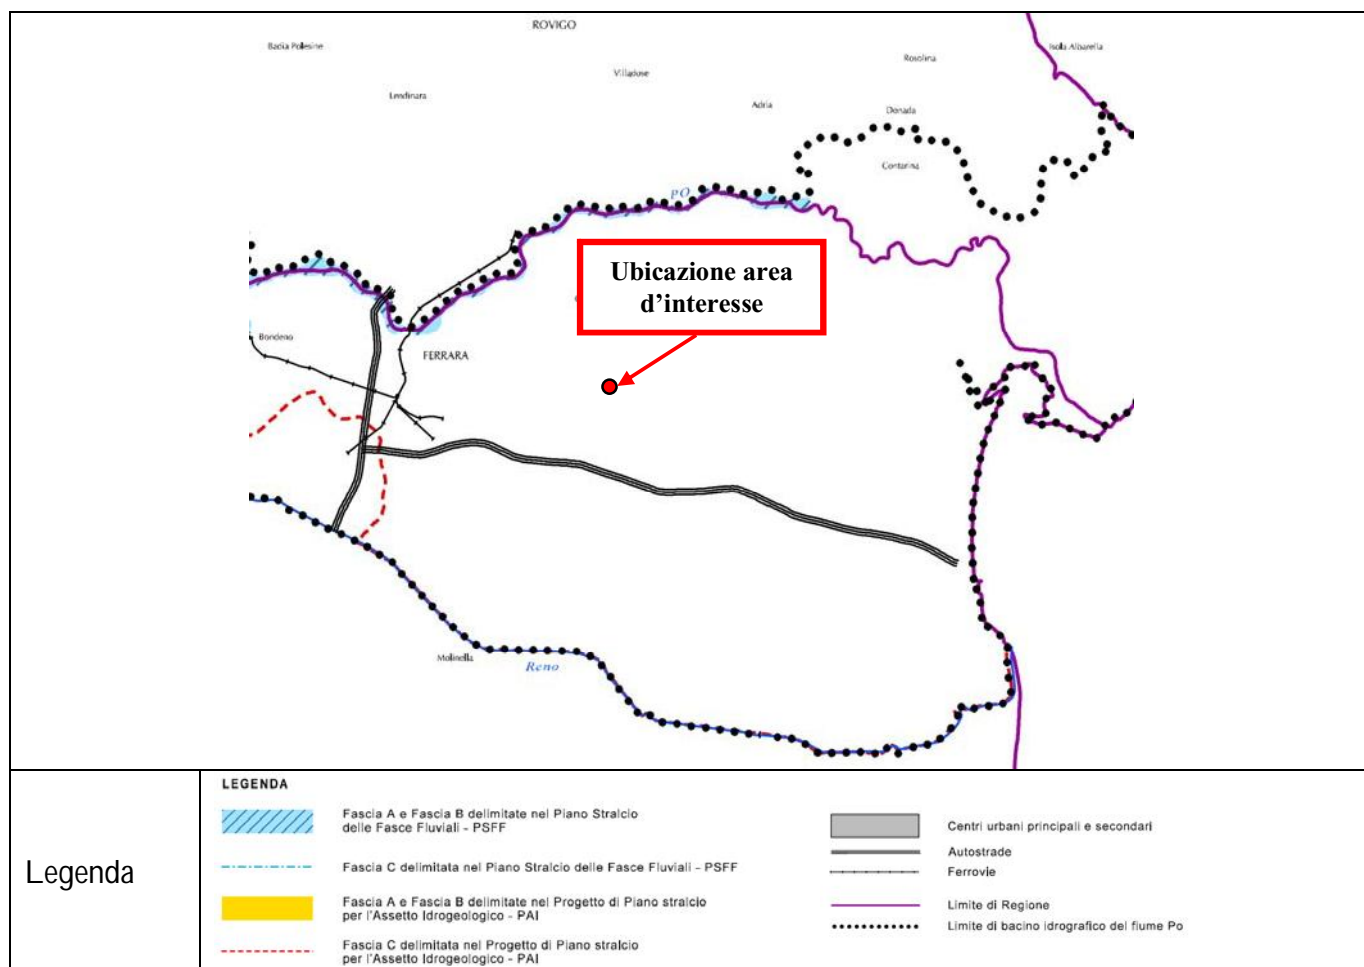 ROVIGO
Badia Polesine
Isola Albarella
Rosolina
Villadose
Lendinara
Adria
Donada
Contarina
PO
Ubicazione area
d'interesse
Bondeno
FERRARA
Molinella
Reno
Legenda
LEGENDA
Fascia A e Fascia B delimitate nel Piano Stralcio
delle Fasce Fluviali - PSFF
Fascia C delimitata nel Piano Stralcio delle Fasce Fluviali - PSFF
Fascia A e Fascia B delimitate nel Progetto di Piano stralcio
per l'Assetto Idrogeologico - PAI
Fascia C delimitata nel Progetto di Piano stralcio
per l'Assetto Idrogeologico - PAI
Centri urbani principali e secondari
Autostrade
Ferrovie
Limite di Regione
Limite di bacino idrografico del fiume Po